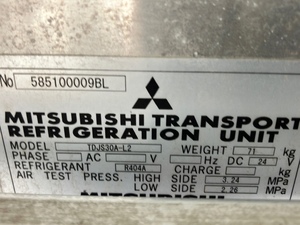 No 585100009BL
MITSUBISHI TRANSPORT
REFRIGERATION UNIT
MODEL TDJS30A-L2 WEIGHT 71 kg
PHASE AC V Hz DC 24 V
REFRIGERANT R404A CHARGE kg
AIR TEST PRESS. HIGH SIDE 3.24 MPa
LOW SIDE 2.26 MPa
MITSUBISHI